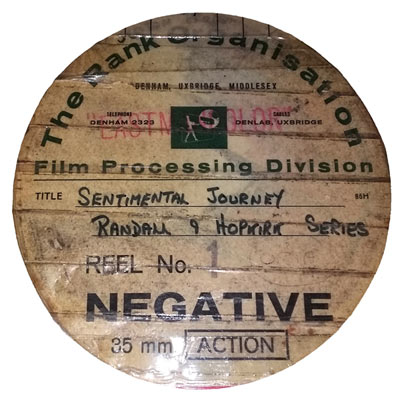 The Rank Organisation
DENHAM, UXBRIDGE, MIDDLESEX
TELEPHONE CABLES
DENHAM 2323 DENLAB, UXBRIDGE
EASTMANCOLOR
Film Processing Division
TITLE SENTIMENTAL JOURNEY
RANDALL & HOPKIRK SERIES
REEL No. 1
NEGATIVE
35 mm ACTION